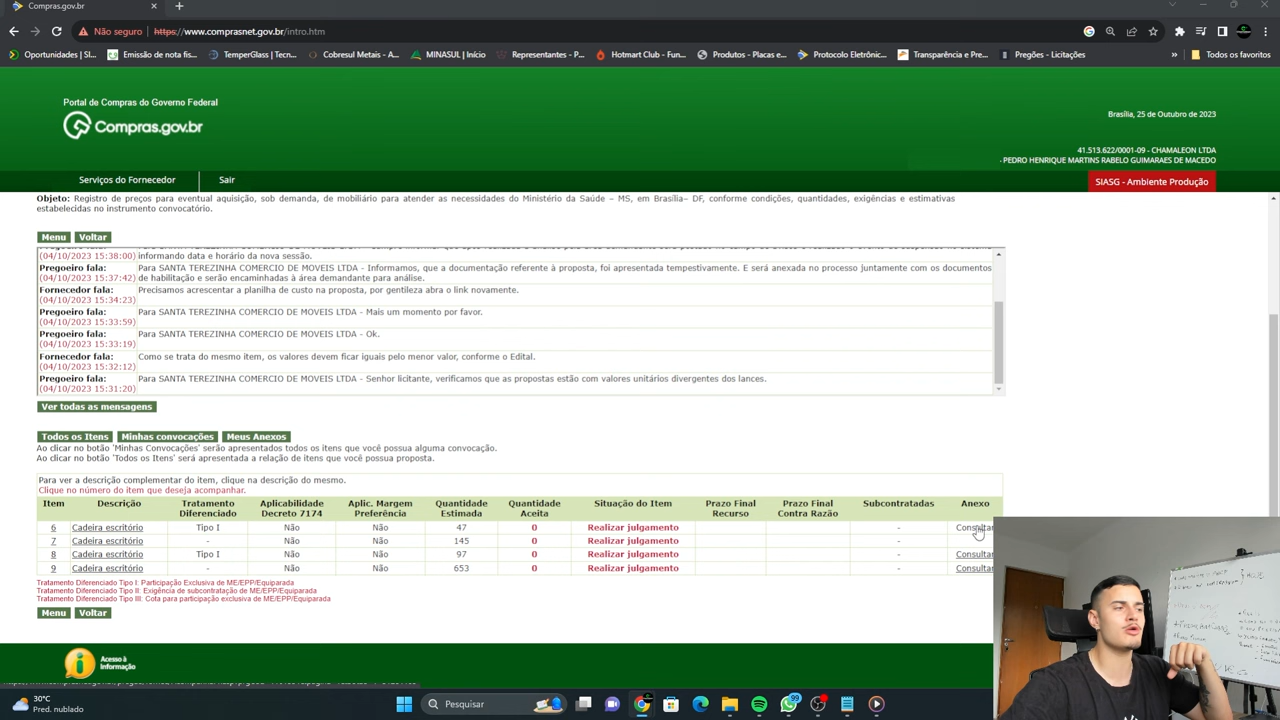 Compras.gov.br
Não seguro
https://www.comprasnet.gov.br/intro.htm
Oportunidades | Sl...
Emissão de nota fis...
TemperGlass | Tecn...
Cobresul Metais - A...
MINASUL | Início
Representantes - P...
Hotmart Club - Fun...
Produtos - Placas e
Protocolo Eletrônic...
Transparência e Pre...
Pregões - Licitações
Todos os favoritos
Portal de Compras do Governo Federal
Compras.gov.br
Brasília, 25 de Outubro de 2023
41.513.622/0001-09 - CHAMALEON LTDA
- PEDRO HENRIQUE MARTINS RABELO GUIMARAES DE MACEDO
Serviços do Fornecedor
Sair
SIASG - Ambiente Produção
Objeto: Registro de preços para eventual aquisição, sob demanda, de mobiliário para atender as necessidades do Ministério da Saúde – MS, em Brasília– DF, conforme condições, quantidades, exigências e estimativas
estabelecidas no instrumento convocatório.
Menu Voltar
(04/10/2023 15:38:00) informando data e horário da nova sessão.
Pregoeiro fala: Para SANTA TEREZINHA COMERCIO DE MOVEIS LTDA - Informamos, que a documentação referente à proposta, foi apresentada tempestivamente. E será anexada no processo juntamente com os documentos
(04/10/2023 15:37:42) de habilitação e serão encaminhadas à área demandante para análise.
Fornecedor fala: Precisamos acrescentar a planilha de custo na proposta, por gentileza abra o link novamente.
(04/10/2023 15:34:23)
Pregoeiro fala: Para SANTA TEREZINHA COMERCIO DE MOVEIS LTDA - Mais um momento por favor.
(04/10/2023 15:33:59)
Pregoeiro fala: Para SANTA TEREZINHA COMERCIO DE MOVEIS LTDA - Ok.
(04/10/2023 15:33:19)
Fornecedor fala: Como se trata do mesmo item, os valores devem ficar iguais pelo menor valor, conforme o Edital.
(04/10/2023 15:32:12)
Pregoeiro fala: Para SANTA TEREZINHA COMERCIO DE MOVEIS LTDA - Senhor licitante, verificamos que as propostas estão com valores unitários divergentes dos lances.
(04/10/2023 15:31:20)
Ver todas as mensagens
Todos os Itens Minhas convocações Meus Anexos
Ao clicar no botão 'Minhas Convocações' serão apresentados todos os itens que você possua alguma convocação.
Ao clicar no botão 'Todos os Itens' será apresentada a relação de itens que você possua proposta.
Para ver a descrição complementar do item, clique na descrição do mesmo.
Clique no número do item que deseja acompanhar.
Item Descrição Tratamento Diferenciado Aplicabilidade Decreto 7174 Aplic. Margem Preferência Quantidade Estimada Quantidade Aceita Situação do Item Prazo Final Recurso Prazo Final Contra Razão Subcontratadas Anexo
6 Cadeira escritório Tipo I Não Não 47 0 Realizar julgamento - Consultar
7 Cadeira escritório - Não Não 145 0 Realizar julgamento -
8 Cadeira escritório Tipo I Não Não 97 0 Realizar julgamento - Consultar
9 Cadeira escritório - Não Não 653 0 Realizar julgamento - Consultar
Tratamento Diferenciado Tipo I: Participação Exclusiva de ME/EPP/Equiparada
Tratamento Diferenciado Tipo II: Exigência de subcontratação de ME/EPP/Equiparada
Tratamento Diferenciado Tipo III: Cota para participação exclusiva de ME/EPP/Equiparada
Menu Voltar
Acesso à
Informação
30°C
Pred. nublado
Pesquisar
99